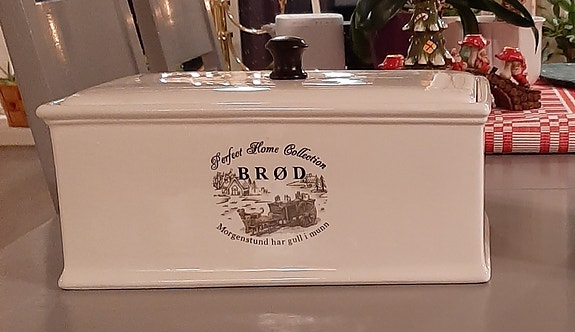 Perfect Home Collection
BRØD
Morgenstund har gull i munn